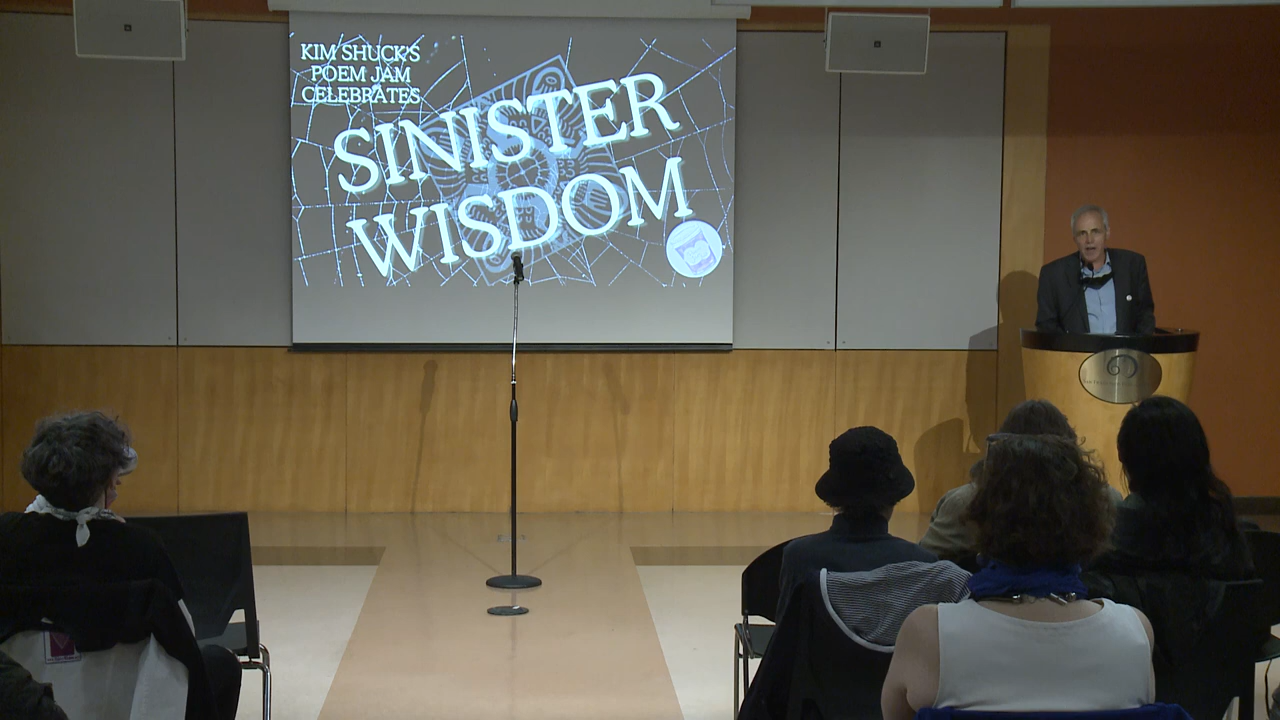 KIM SHUCK'S
POEM JAM
CELEBRATES
SINISTER
WISDOM